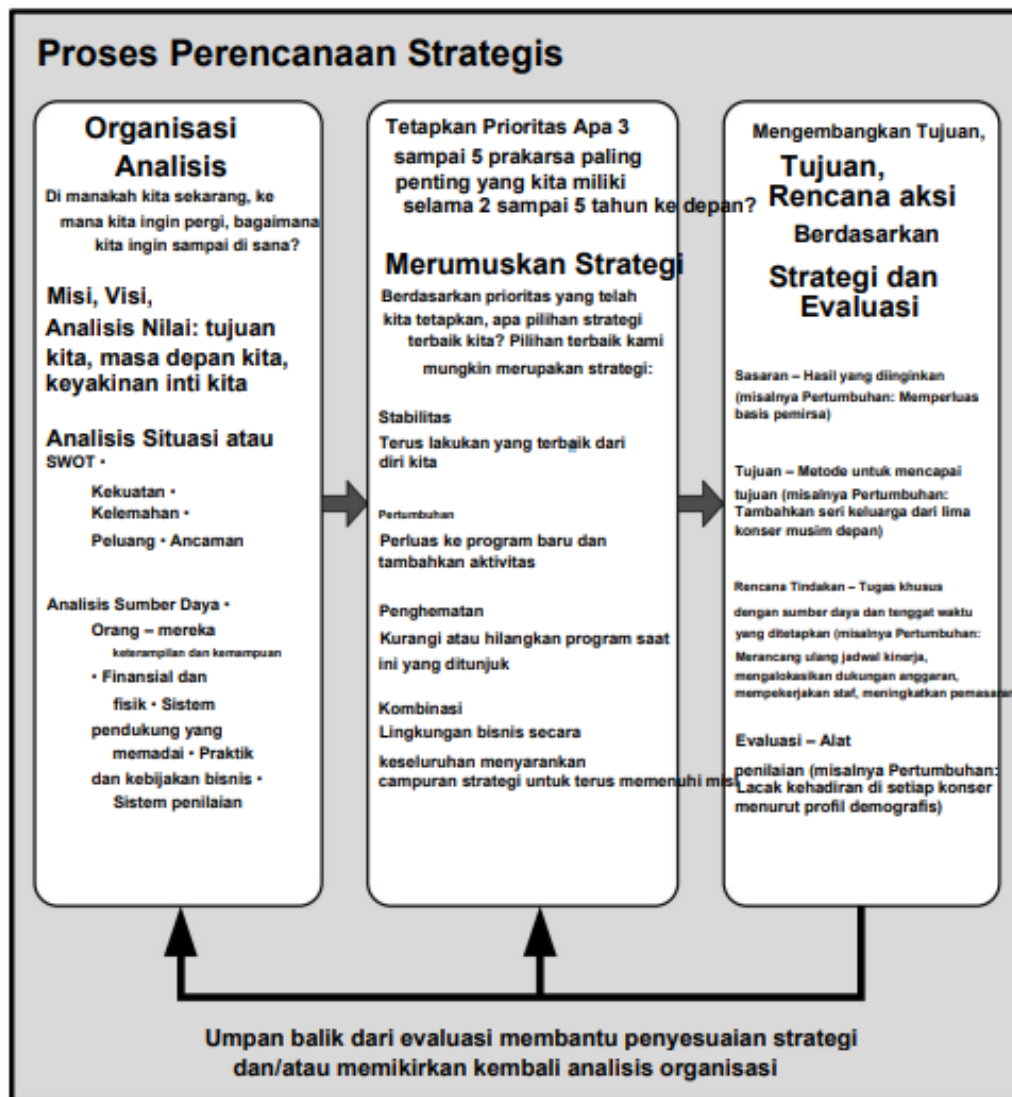 Proses Perencanaan Strategis
Organisasi
Analisis
Di manakah kita sekarang, ke
mana kita ingin pergi, bagaimana
kita ingin sampai di sana?
Misi, Visi,
Analisis Nilai: tujuan
kita, masa depan kita,
keyakinan inti kita
Analisis Situasi atau
SWOT •
Kekuatan •
Kelemahan •
Peluang • Ancaman
Analisis Sumber Daya •
Orang – mereka
keterampilan dan kemampuan
• Finansial dan
fisik • Sistem
pendukung yang
memadai • Praktik
dan kebijakan bisnis •
Sistem penilaian
Tetapkan Prioritas Apa 3
sampai 5 prakarsa paling
penting yang kita miliki
selama 2 sampai 5 tahun ke depan?
Merumuskan Strategi
Berdasarkan prioritas yang telah
kita tetapkan, apa pilihan strategi
terbaik kita? Pilihan terbaik kami
mungkin merupakan strategi:
Stabilitas
Terus lakukan yang terbaik dari
diri kita
Pertumbuhan
Perluas ke program baru dan
tambahkan aktivitas
Penghematan
Kurangi atau hilangkan program saat
ini yang ditunjuk
Kombinasi
Lingkungan bisnis secara
keseluruhan menyarankan
campuran strategi untuk terus memenuhi misi
Mengembangkan Tujuan,
Tujuan,
Rencana aksi
Berdasarkan
Strategi dan
Evaluasi
Sasaran – Hasil yang diinginkan
(misalnya Pertumbuhan: Memperluas
basis pemirsa)
Tujuan – Metode untuk mencapai
tujuan (misalnya Pertumbuhan:
Tambahkan seri keluarga dari lima
konser musim depan)
Rencana Tindakan – Tugas khusus
dengan sumber daya dan tenggat waktu
yang ditetapkan (misalnya Pertumbuhan:
Merancang ulang jadwal kinerja,
mengalokasikan dukungan anggaran,
mempekerjakan staf, meningkatkan pemasaran
Evaluasi – Alat
penilaian (misalnya Pertumbuhan:
Lacak kehadiran di setiap konser
menurut profil demografis)
Umpan balik dari evaluasi membantu penyesuaian strategi
dan/atau memikirkan kembali analisis organisasi